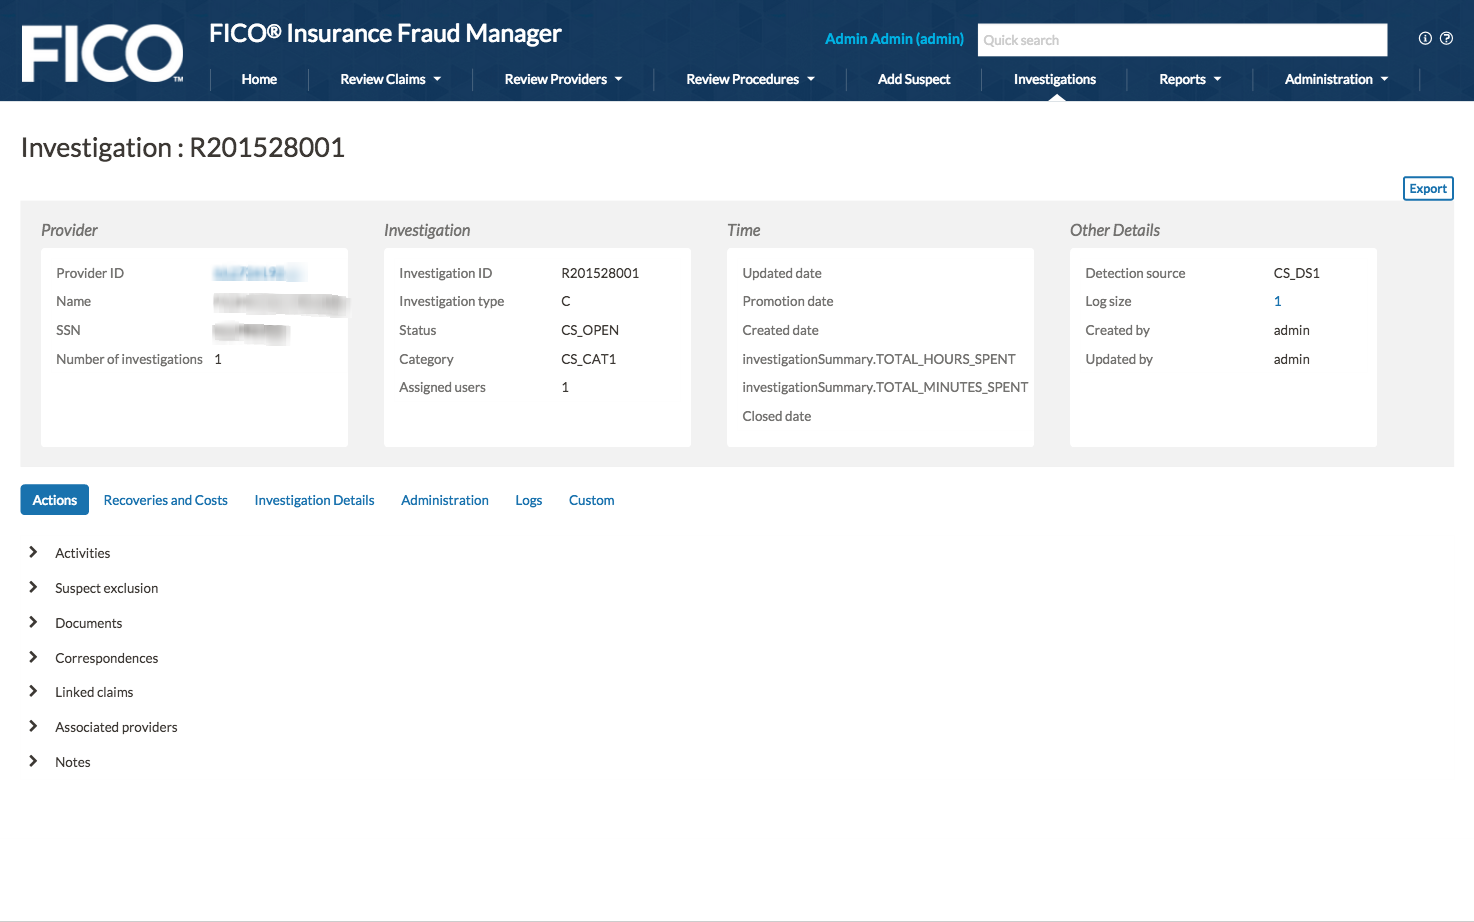 FICO™
FICO® Insurance Fraud Manager
Admin Admin (admin)
Quick search
Home
Review Claims
Review Providers
Review Procedures
Add Suspect
Investigations
Reports
Administration
Investigation : R201528001
Export
Provider
Provider ID
Name
SSN
Number of investigations 1
Investigation
Investigation ID R201528001
Investigation type C
Status CS_OPEN
Category CS_CAT1
Assigned users 1
Time
Updated date
Promotion date
Created date
investigationSummary.TOTAL_HOURS_SPENT
investigationSummary.TOTAL_MINUTES_SPENT
Closed date
Other Details
Detection source CS_DS1
Log size 1
Created by admin
Updated by admin
Actions
Recoveries and Costs
Investigation Details
Administration
Logs
Custom
Activities
Suspect exclusion
Documents
Correspondences
Linked claims
Associated providers
Notes